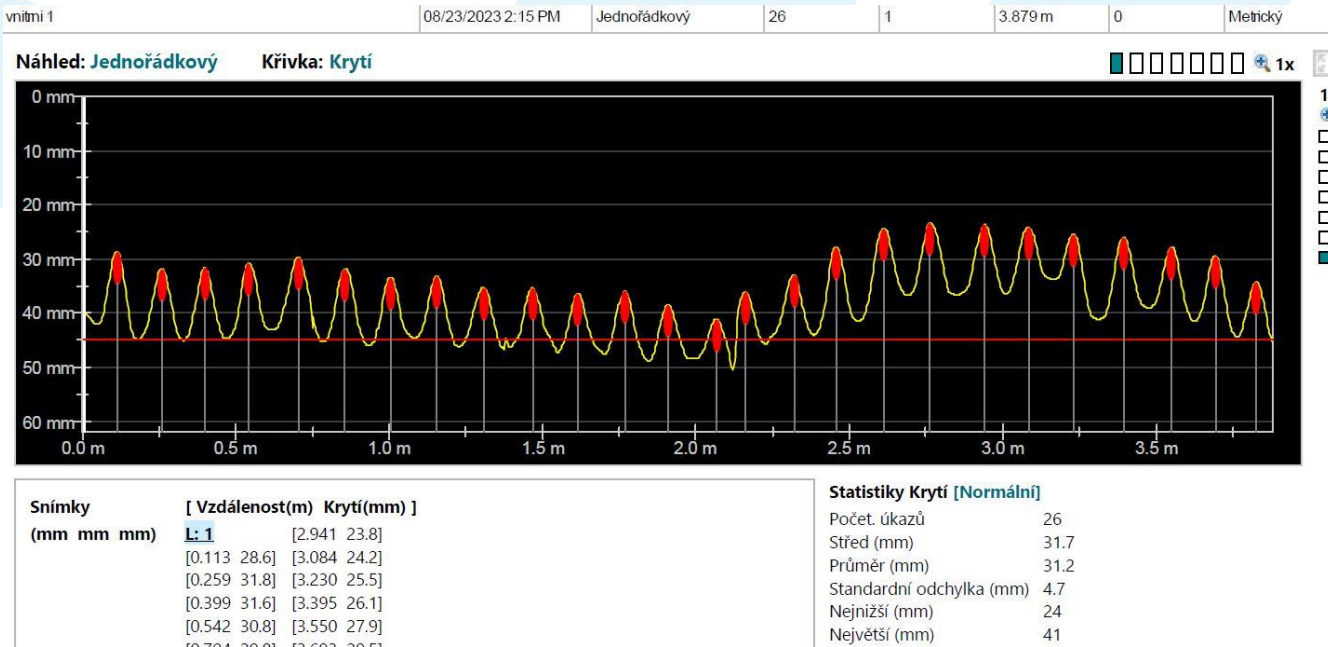 vnitrni 1 08/23/2023 2:15 PM Jednořádkový 26 1 3.879 m 0 Metrický
Náhled: Jednořádkový Křivka: Krytí 1x
0 mm
10 mm
20 mm
30 mm
40 mm
50 mm
60 mm
0.0 m 0.5 m 1.0 m 1.5 m 2.0 m 2.5 m 3.0 m 3.5 m
Snímky [ Vzdálenost(m) Krytí(mm) ]
(mm mm mm) L: 1 [2.941 23.8]
[0.113 28.6] [3.084 24.2]
[0.259 31.8] [3.230 25.5]
[0.399 31.6] [3.395 26.1]
[0.542 30.8] [3.550 27.9]
Statistiky Krytí [Normální]
Počet. úkazů 26
Střed (mm) 31.7
Průměr (mm) 31.2
Standardní odchylka (mm) 4.7
Nejnižší (mm) 24
Největší (mm) 41